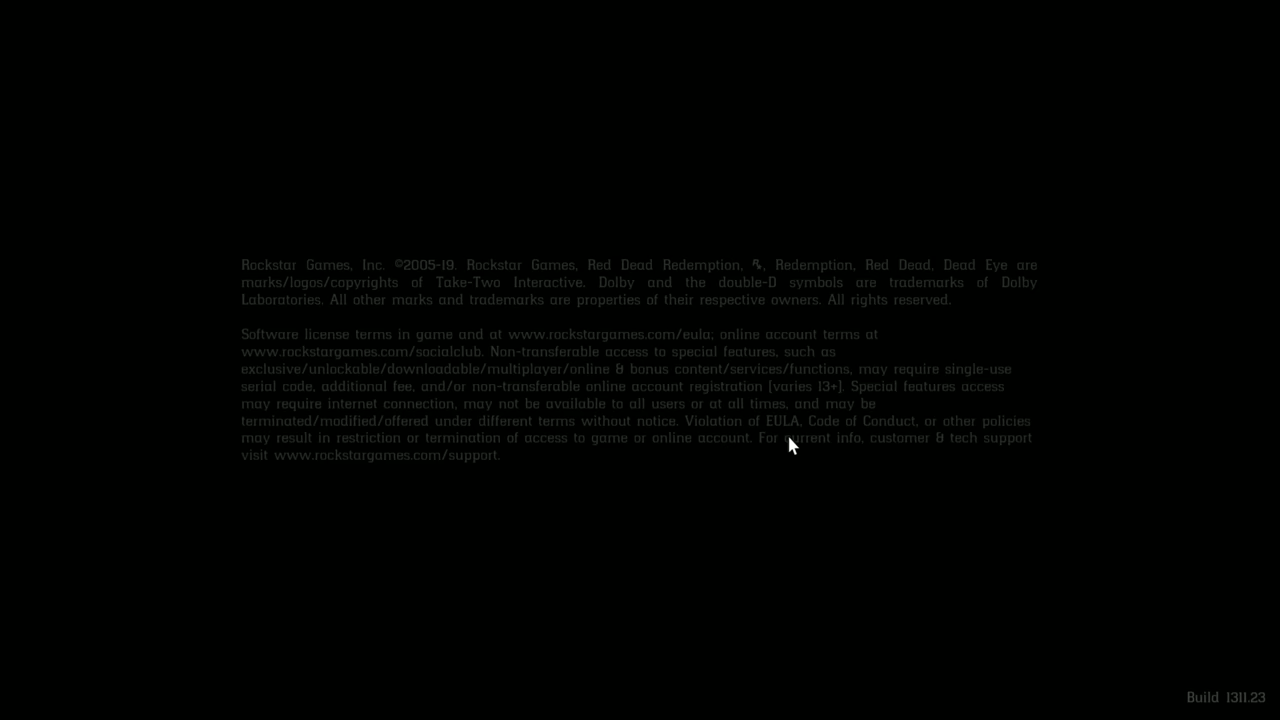 Rockstar Games, Inc. ©2005-19. Rockstar Games, Red Dead Redemption, R*, Redemption, Red Dead, Dead Eye are
marks/logos/copyrights of Take-Two Interactive. Dolby and the double-D symbols are trademarks of Dolby
Laboratories. All other marks and trademarks are properties of their respective owners. All rights reserved.
Software license terms in game and at www.rockstargames.com/eula; online account terms at
www.rockstargames.com/socialclub. Non-transferable access to special features, such as
exclusive/unlockable/downloadable/multiplayer/online & bonus content/services/functions, may require single-use
serial code, additional fee, and/or non-transferable online account registration (varies 13+). Special features access
may require internet connection, may not be available to all users or at all times, and may be
terminated/modified/offered under different terms without notice. Violation of EULA, Code of Conduct, or other policies
may result in restriction or termination of access to game or online account. For current info, customer & tech support
visit www.rockstargames.com/support.
Build 1311.23